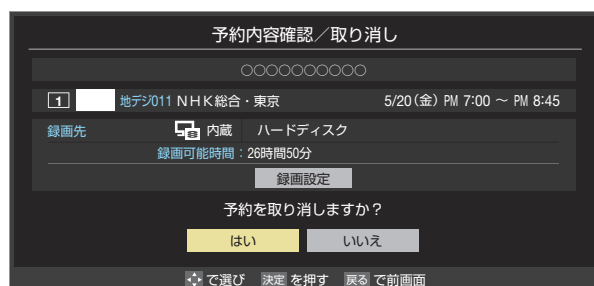 予約内容確認／取り消し
○○○○○○○○○○
1 地デジ011 NHK総合・東京 5/20(金) PM 7:00 ～ PM 8:45
録画先 内蔵 ハードディスク
録画可能時間：26時間50分
録画設定
予約を取り消しますか？
はい いいえ
で選び 決定 を押す 戻る で前画面